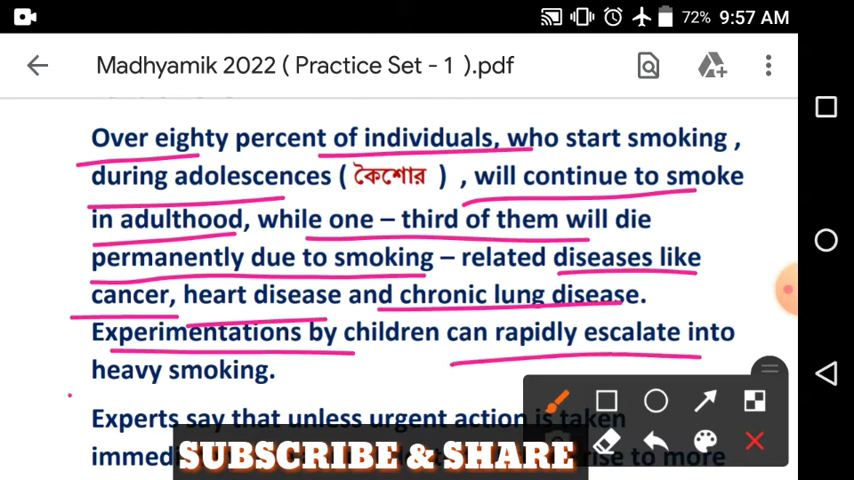 72% 9:57 AM
Madhyamik 2022 ( Practice Set - 1 ).pdf
Over eighty percent of individuals, who start smoking ,
during adolescences ( কৈশোর ) , will continue to smoke
in adulthood, while one – third of them will die
permanently due to smoking – related diseases like
cancer, heart disease and chronic lung disease.
Experimentations by children can rapidly escalate into
heavy smoking.
Experts say that unless urgent action is taken
rise to more
SUBSCRIBE & SHARE